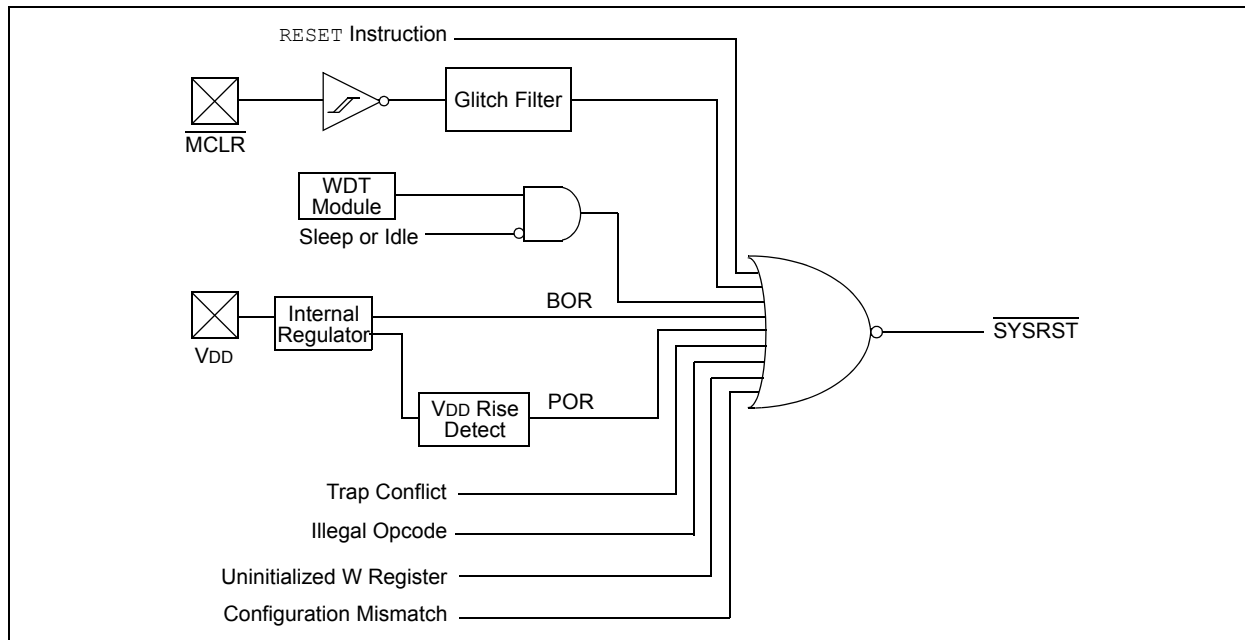 RESET Instruction
MCLR
Glitch Filter
WDT
Module
Sleep or Idle
VDD
Internal
Regulator
BOR
VDD Rise
Detect
POR
Trap Conflict
Illegal Opcode
Uninitialized W Register
Configuration Mismatch
SYSRST